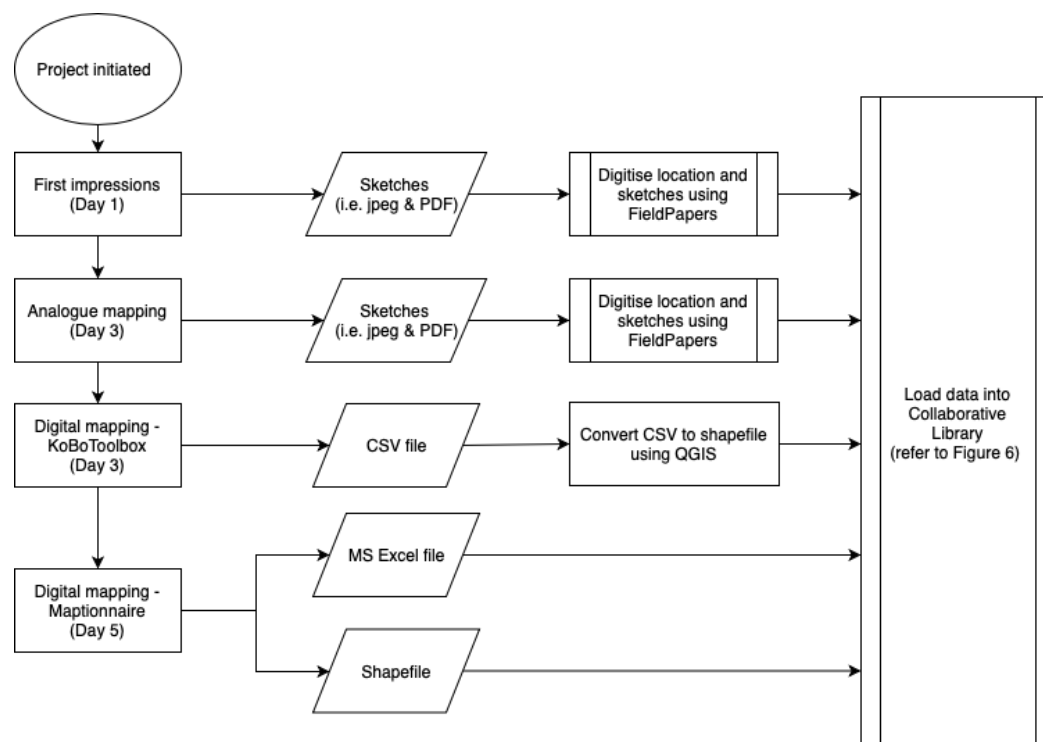 Project initiated
First impressions
(Day 1)
Sketches
(i.e. jpeg & PDF)
Digitise location and
sketches using
FieldPapers
Analogue mapping
(Day 3)
Sketches
(i.e. jpeg & PDF)
Digitise location and
sketches using
FieldPapers
Digital mapping -
KoBoToolbox
(Day 3)
CSV file
Convert CSV to shapefile
using QGIS
Load data into
Collaborative
Library
(refer to Figure 6)
Digital mapping -
Maptionnaire
(Day 5)
MS Excel file
Shapefile